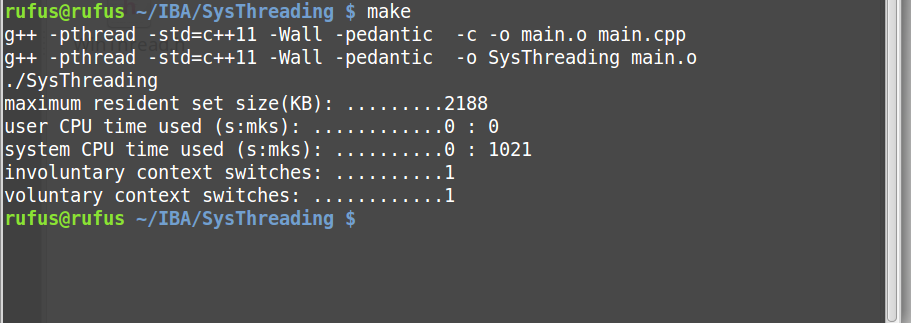 rufus@rufus ~/IBA/SysThreading $ make
g++ -pthread -std=c++11 -Wall -pedantic  -c -o main.o main.cpp
g++ -pthread -std=c++11 -Wall -pedantic  -o SysThreading main.o
./SysThreading
maximum resident set size(KB): .........2188
user CPU time used (s:mks): ............0 : 0
system CPU time used (s:mks): ..........0 : 1021
involuntary context switches: ..........1
voluntary context switches: ............1
rufus@rufus ~/IBA/SysThreading $